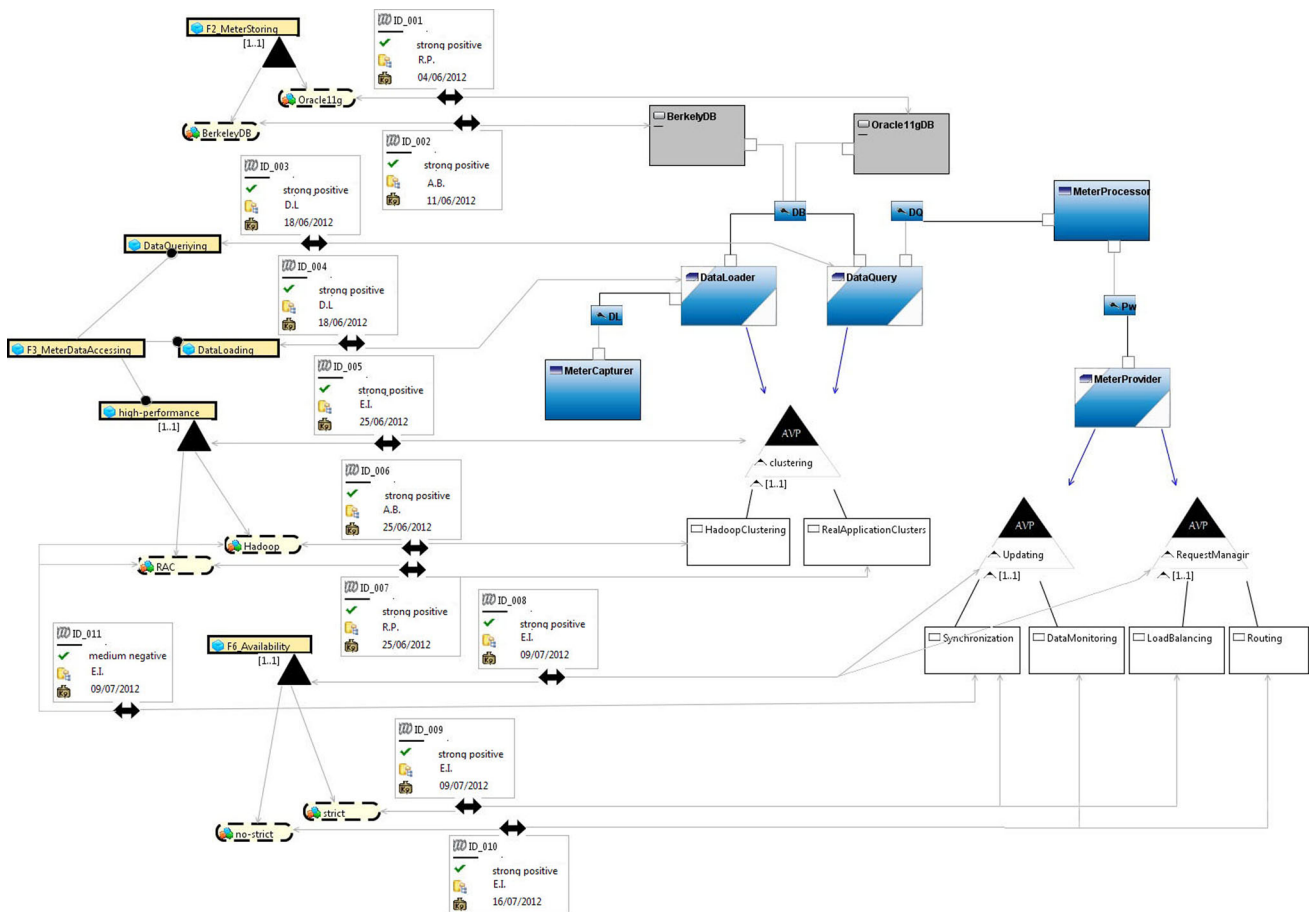 F2_MeterStoring
[1..1]
Oracle11g
BerkeleyDB
ID_001
strong positive
R.P.
04/06/2012
ID_002
strong positive
A.B.
11/06/2012
BerkelyDB
Oracle11gDB
ID_003
strong positive
D.L
18/06/2012
DB
DQ
MeterProcessor
DataQueriying
ID_004
strong positive
D.L
18/06/2012
DataLoader
DataQuery
DL
Pw
F3_MeterDataAccessing
DataLoading
ID_005
strong positive
E.I.
25/06/2012
MeterCapturer
MeterProvider
high-performance
[1..1]
AVP
clustering
[1..1]
ID_006
strong positive
A.B.
25/06/2012
HadoopClustering
RealApplicationClusters
Hadoop
RAC
AVP
Updating
[1..1]
AVP
RequestManagin
[1..1]
ID_007
strong positive
R.P.
25/06/2012
ID_008
strong positive
E.I.
09/07/2012
ID_011
medium negative
E.I.
09/07/2012
F6_Availability
[1..1]
Synchronization
DataMonitoring
LoadBalancing
Routing
ID_009
strong positive
E.I.
09/07/2012
strict
no-strict
ID_010
strong positive
E.I.
16/07/2012